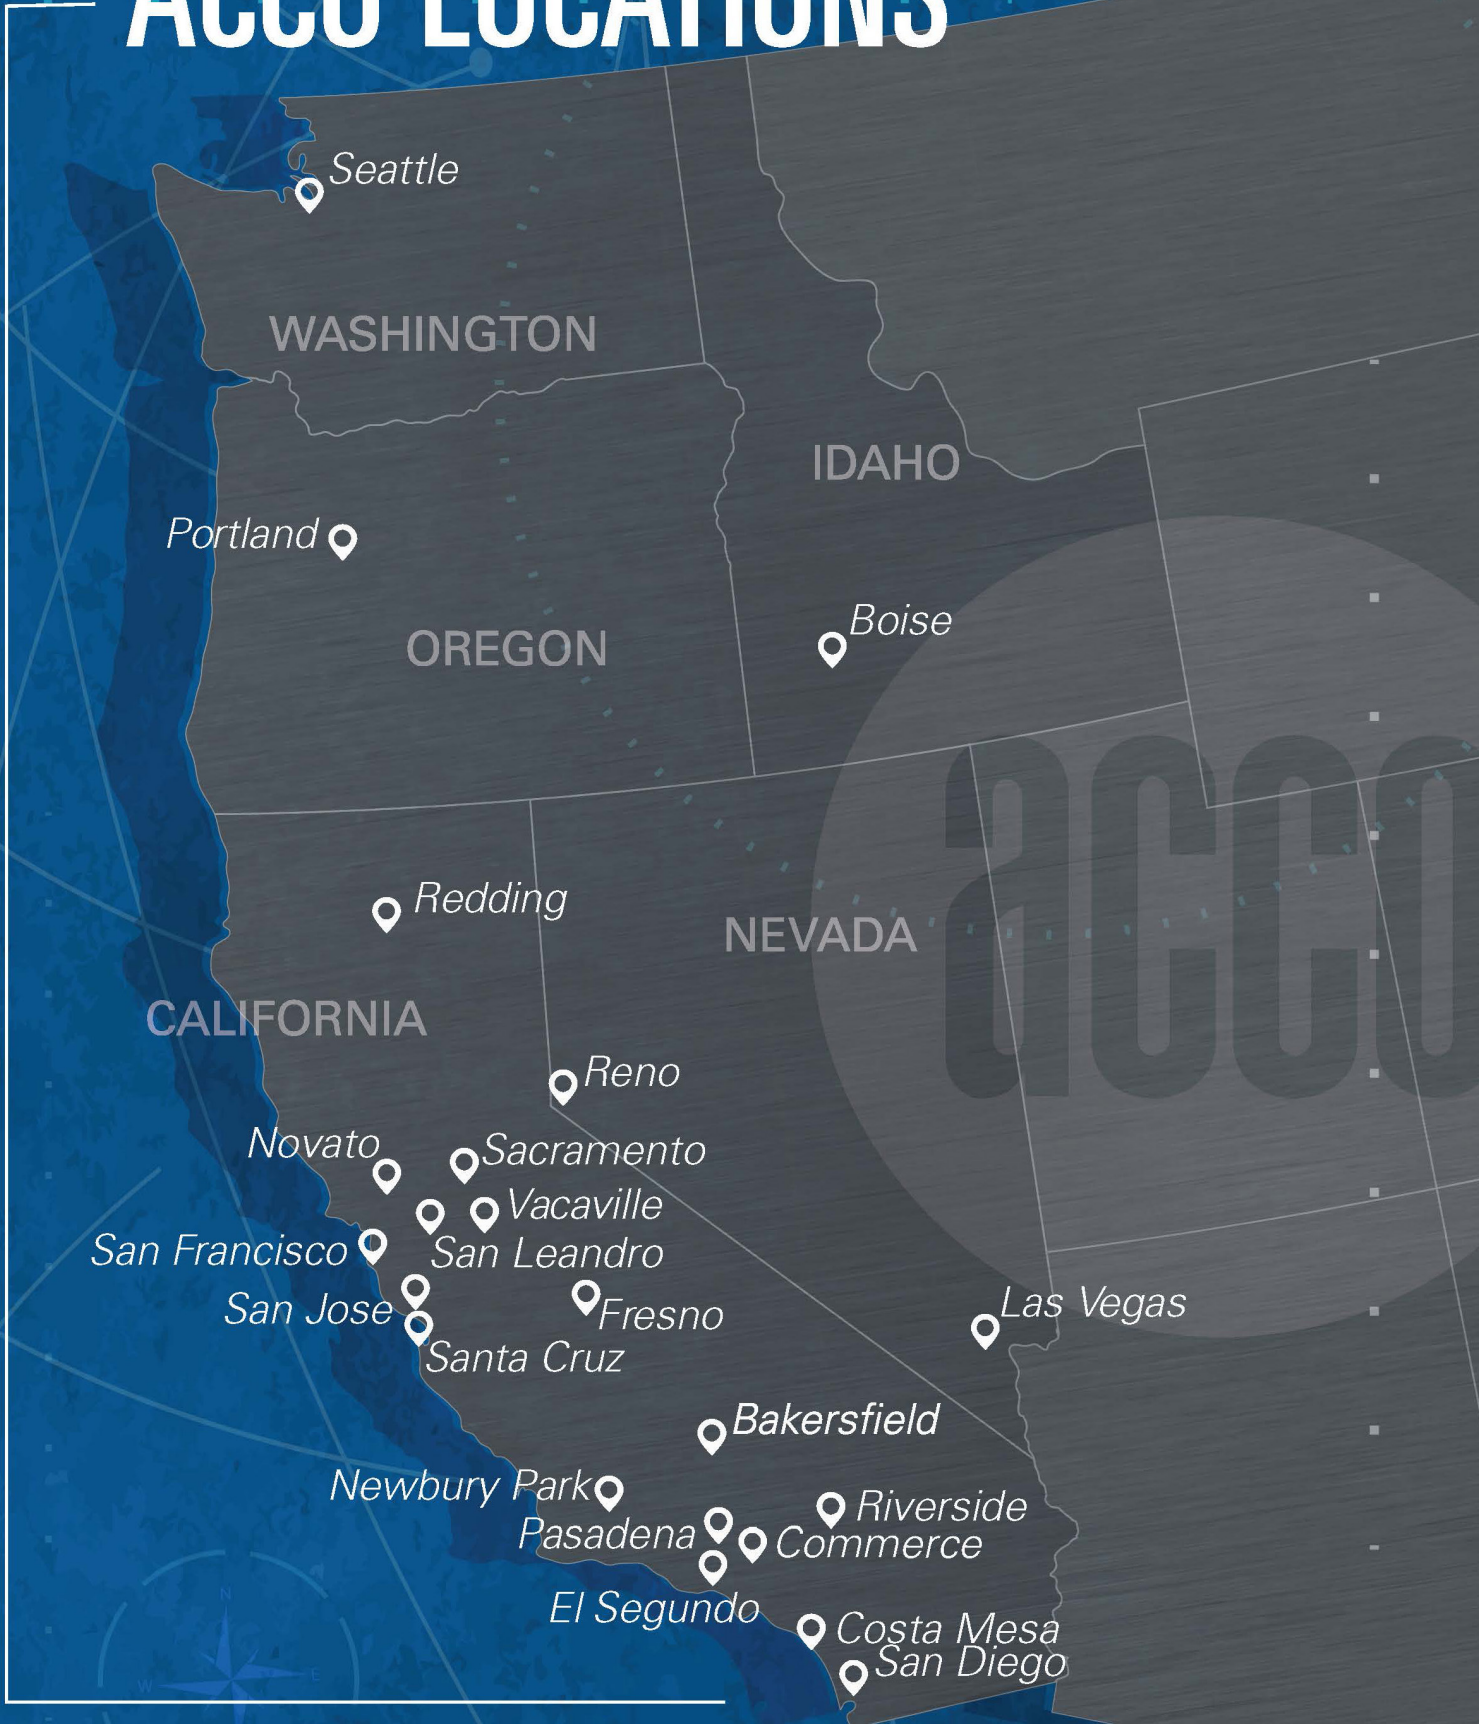 ACCO LOCATIONS
Seattle
WASHINGTON
IDAHO
Portland
Boise
OREGON
acco
Redding
NEVADA
CALIFORNIA
Reno
Novato
Sacramento
Vacaville
San Francisco
San Leandro
San Jose
Fresno
Las Vegas
Santa Cruz
Bakersfield
Newbury Park
Riverside
Pasadena
Commerce
El Segundo
Costa Mesa
San Diego
N
W
E